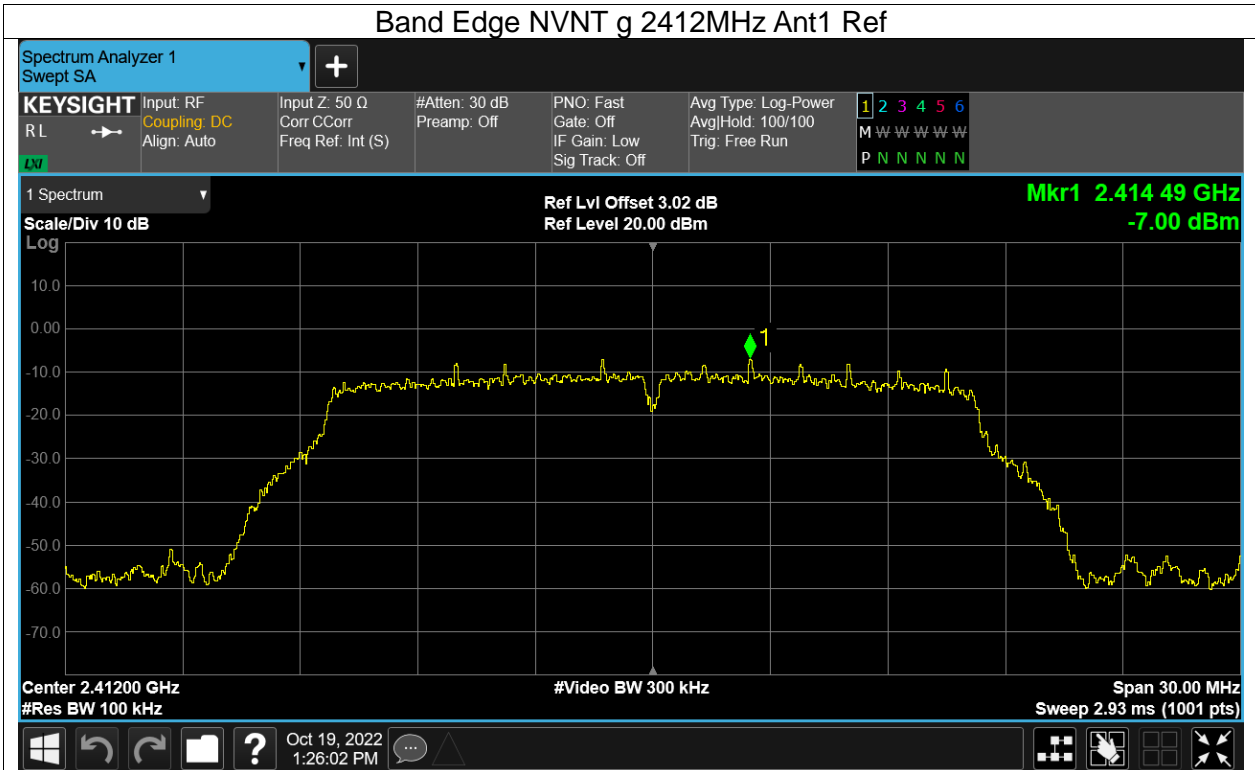 Band Edge NVNT g 2412MHz Ant1 Ref
Spectrum Analyzer 1
Swept SA
KEYSIGHT
R L
LXI
Input: RF
Coupling: DC
Align: Auto
Input Z: 50 Ω
Corr CCorr
Freq Ref: Int (S)
#Atten: 30 dB
Preamp: Off
PNO: Fast
Gate: Off
IF Gain: Low
Sig Track: Off
Avg Type: Log-Power
Avg|Hold: 100/100
Trig: Free Run
1 2 3 4 5 6
M W W W W W
P N N N N N
1 Spectrum
Scale/Div 10 dB
Log
Ref Lvl Offset 3.02 dB
Ref Level 20.00 dBm
Mkr1 2.414 49 GHz
-7.00 dBm
10.0
0.00
-10.0
-20.0
-30.0
-40.0
-50.0
-60.0
-70.0
1
Center 2.41200 GHz
#Res BW 100 kHz
#Video BW 300 kHz
Span 30.00 MHz
Sweep 2.93 ms (1001 pts)
?
Oct 19, 2022
1:26:02 PM